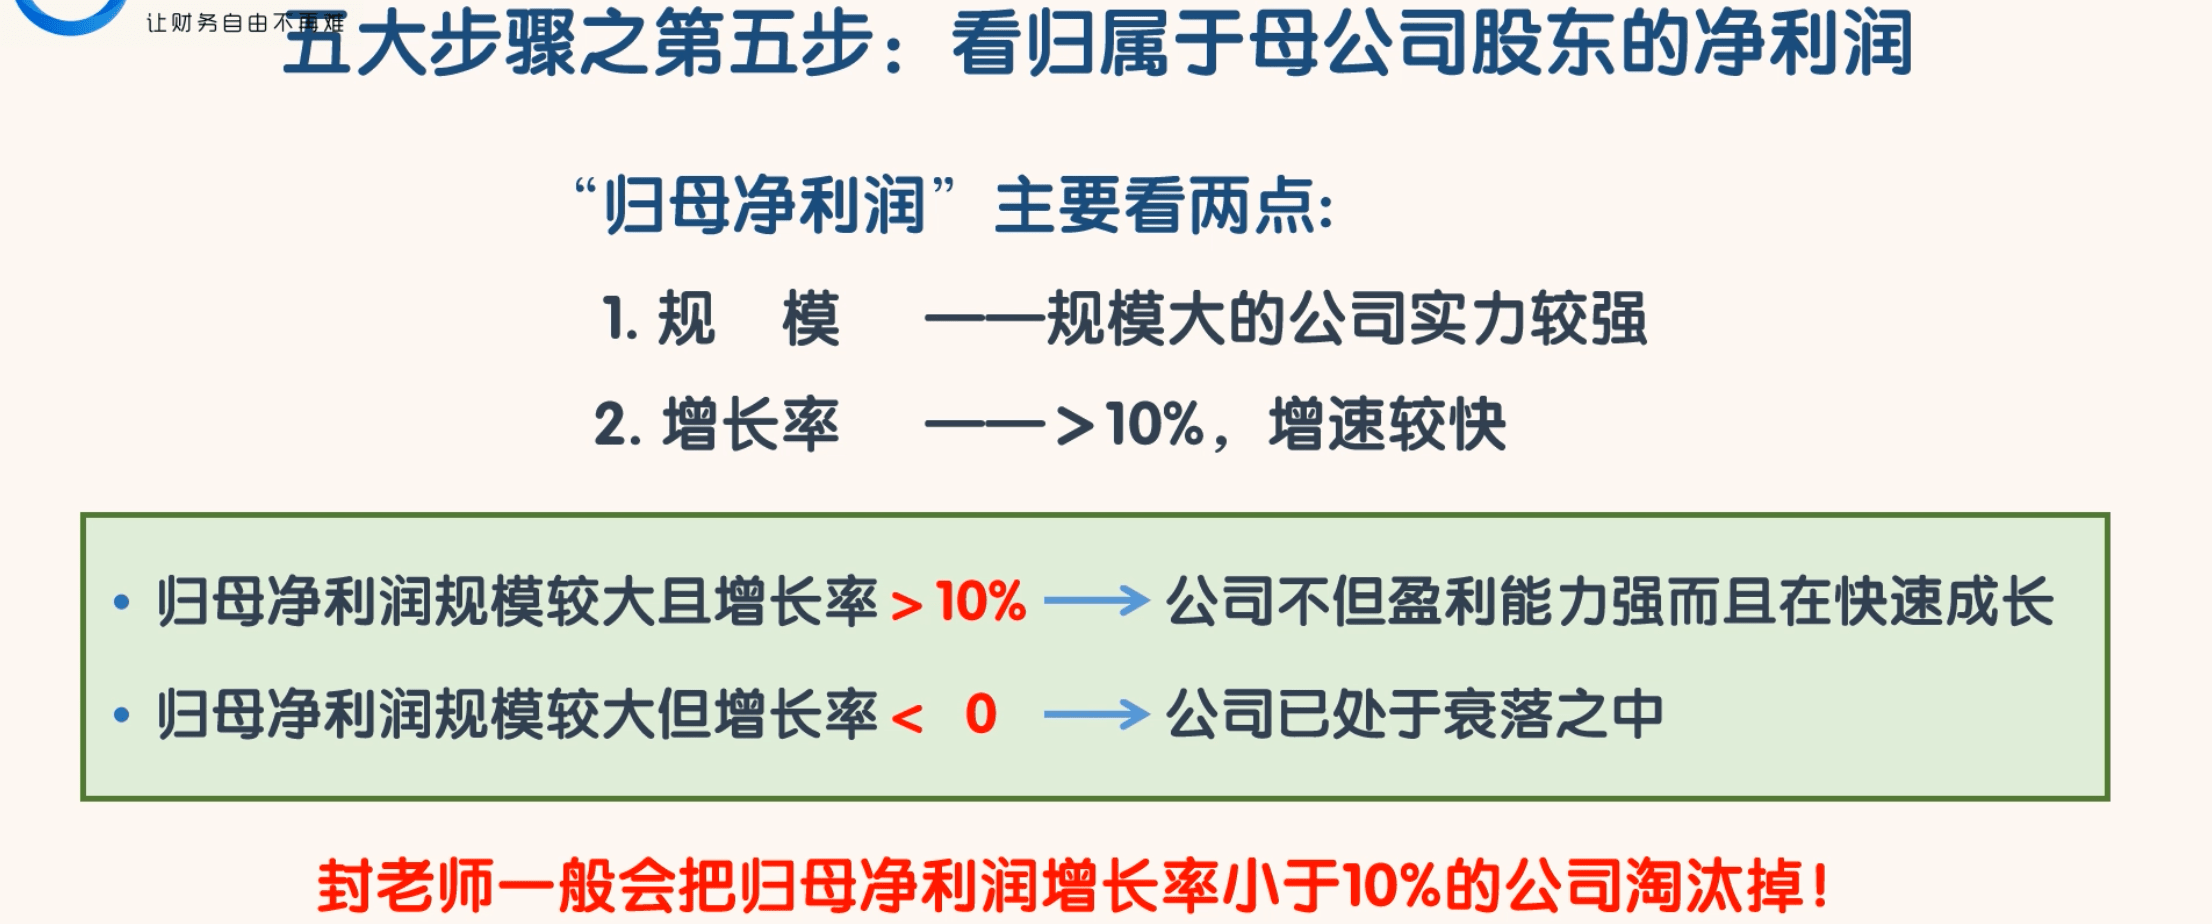 让财务自由不再难
五大步骤之第五步：看归属于母公司股东的净利润
“归母净利润”主要看两点:
1. 规 模 ——规模大的公司实力较强
2. 增长率 ——＞10%，增速较快
• 归母净利润规模较大且增长率＞10% → 公司不但盈利能力强而且在快速成长
• 归母净利润规模较大但增长率＜ 0 → 公司已处于衰落之中
封老师一般会把归母净利润增长率小于10%的公司淘汰掉！